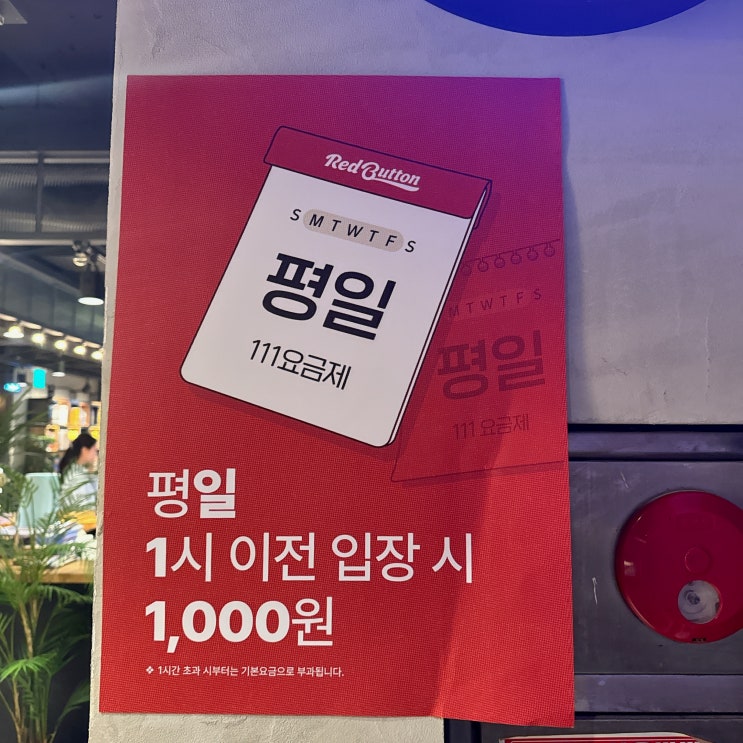 Red Button
S M T W T F S
평일
111요금제
M T W T F S
평일
111 요금제
평일
1시 이전 입장 시
1,000원
❖ 1시간 초과 시부터는 기본요금으로 부과됩니다.